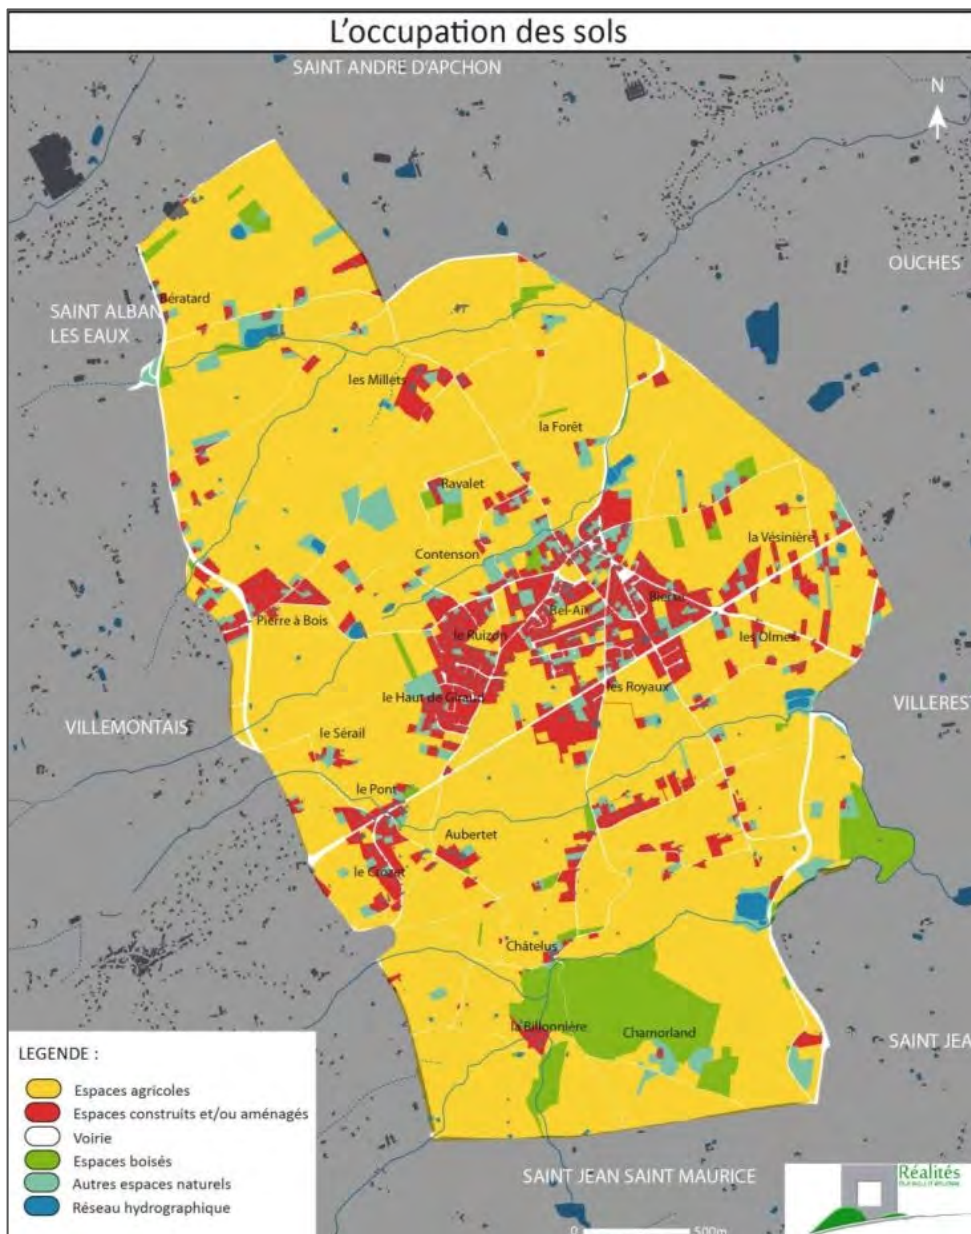 L'occupation des sols
SAINT ANDRE D'APCHON
N
OUCHES
Bératard
SAINT ALBAN
LES EAUX
les Millets
la Forêt
Ravalet
la Vésinière
Contenson
Bel-Air
Pierre à Bois
le Ruizon
les Olmes
le Haut de Giraud
les Royaux
VILLEMONTAIS
VILLEREST
le Sérail
le Pont
Aubertet
le Crozet
Châtelus
la Billonnière
Chamorland
SAINT JEA
LEGENDE :
Espaces agricoles
Espaces construits et/ou aménagés
Voirie
Espaces boisés
Autres espaces naturels
Réseau hydrographique
SAINT JEAN SAINT MAURICE
Réalités
0 500m